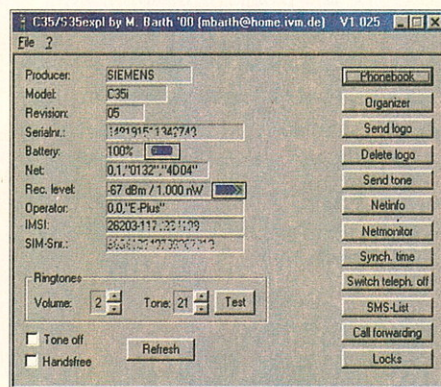 C35/S35expl by M. Barth '00 (mbarth@home.ivm.de) V1.025
File ?
Producer: SIEMENS
Model: C35i
Revision: 05
Serialnr.:
Battery: 100%
Net: 0,1,"0132","4D04"
Rec. level: -67 dBm / 1.000 nW
Operator: 0,0,"E-Plus"
IMSI:
SIM-Snr.:
Ringtones
Volume: 2 Tone: 21 Test
Tone off
Handsfree
Refresh
Phonebook
Organizer
Send logo
Delete logo
Send tone
Netinfo
Netmonitor
Synch. time
Switch teleph. off
SMS-List
Call forwarding
Locks